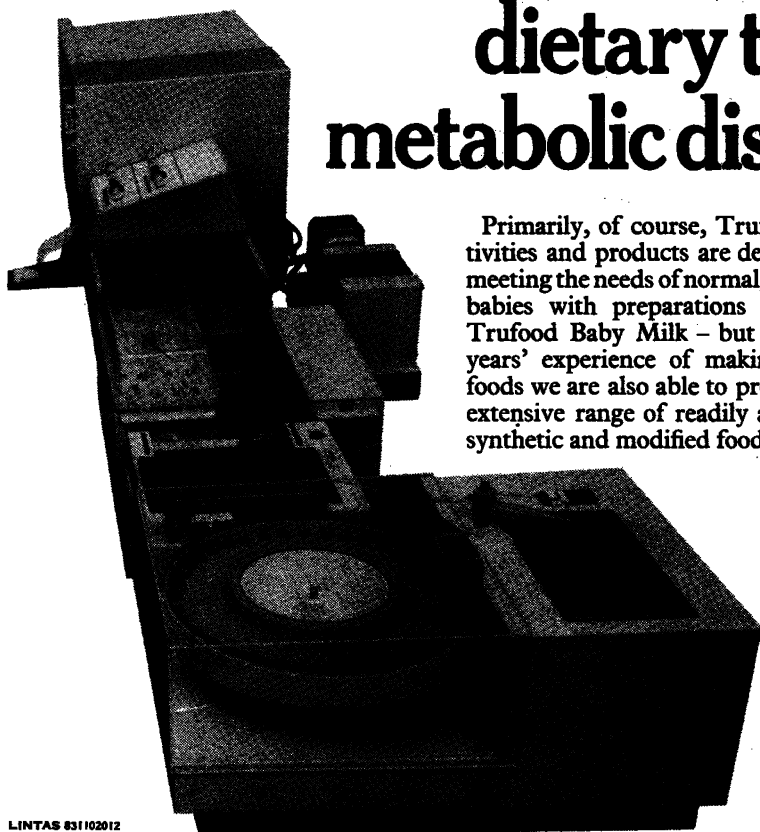 dietary t
metabolic dis
Primarily, of course, Tru
tivities and products are de
meeting the needs of normal,
babies with preparations
Trufood Baby Milk – but
years' experience of makin
foods we are also able to pr
extensive range of readily a
synthetic and modified food
LINTAS 831102012